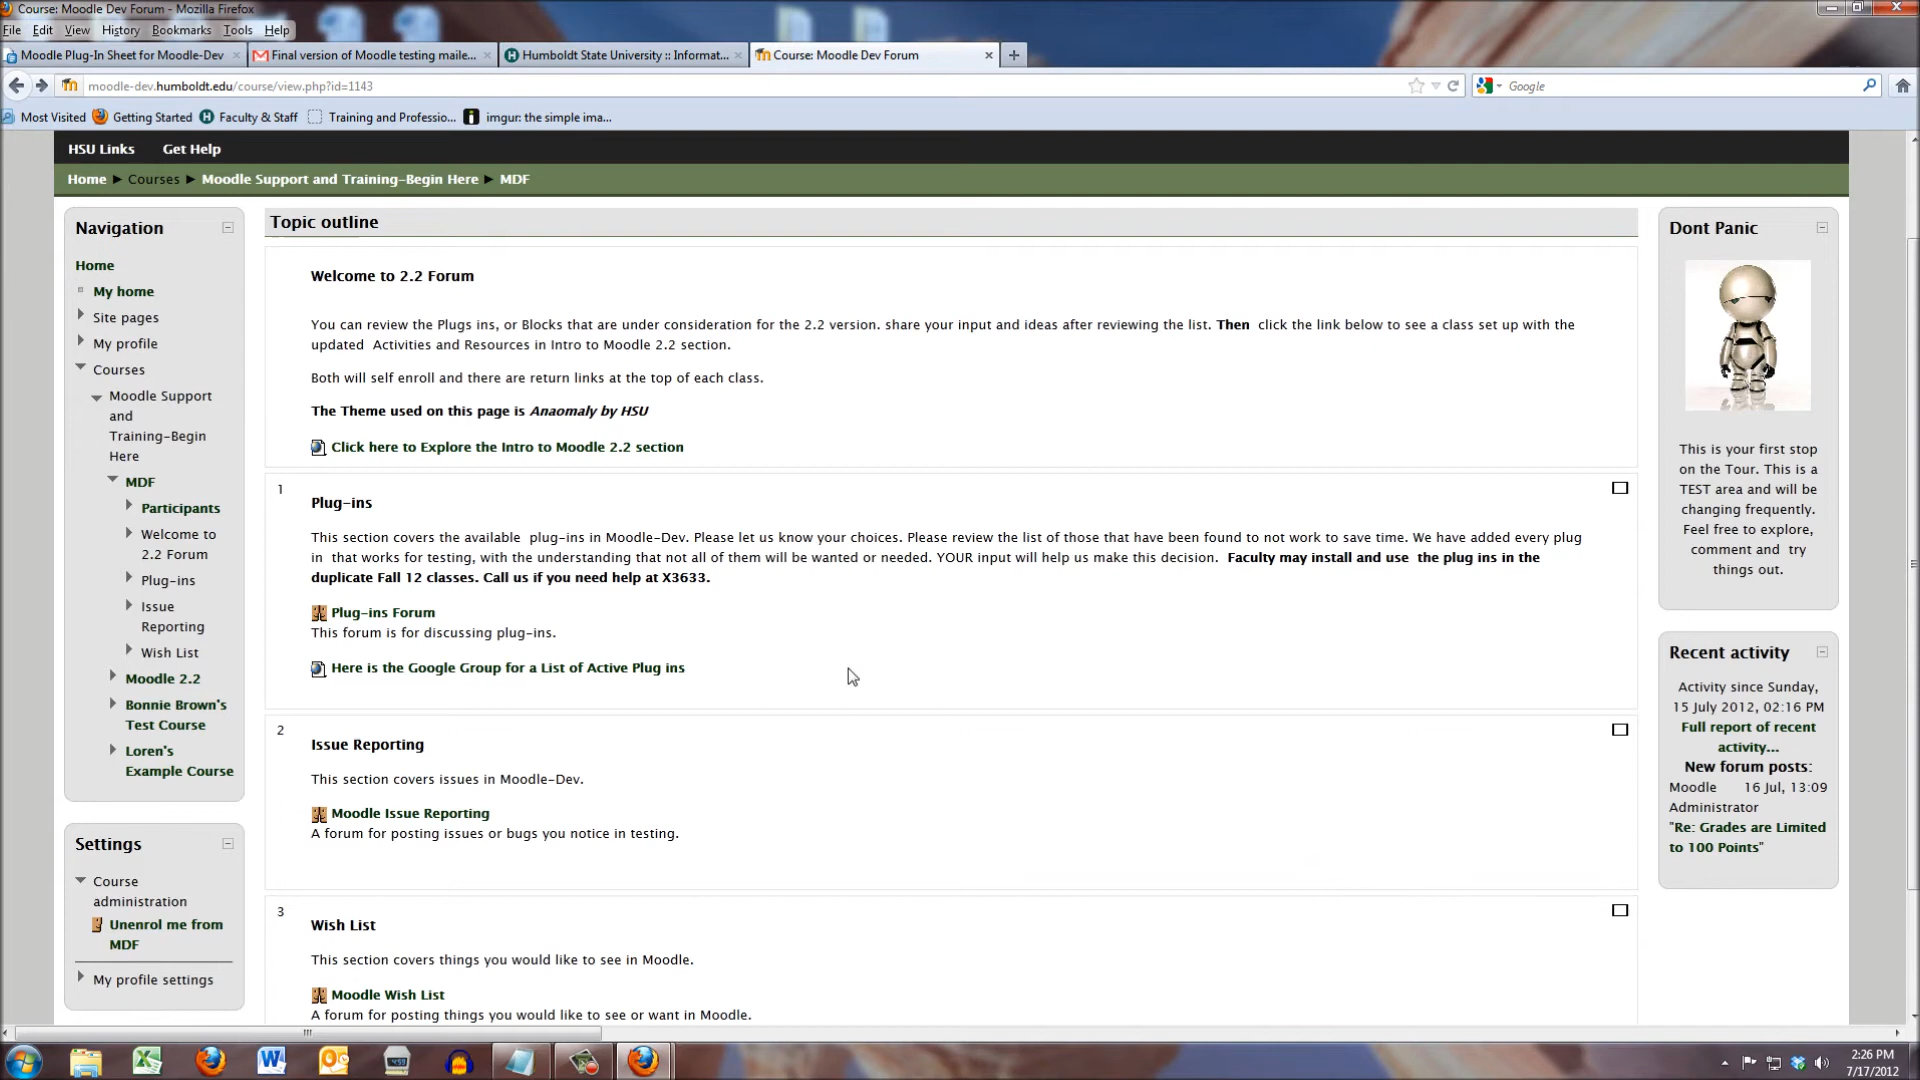 Course: Moodle Dev Forum - Mozilla Firefox
File Edit View History Bookmarks Tools Help
Moodle Plug-In Sheet for Moodle-Dev
Final version of Moodle testing maile...
Humboldt State University :: Informat...
Course: Moodle Dev Forum
moodle-dev.humboldt.edu/course/view.php?id=1143
Google
Most Visited Getting Started Faculty & Staff Training and Professio... imgur: the simple ima...
HSU Links Get Help
Home ► Courses ► Moodle Support and Training-Begin Here ► MDF
Navigation
Home
My home
Site pages
My profile
Courses
Moodle Support
and
Training-Begin
Here
MDF
Participants
Welcome to
2.2 Forum
Plug-ins
Issue
Reporting
Wish List
Moodle 2.2
Bonnie Brown's
Test Course
Loren's
Example Course
Settings
Course
administration
Unenrol me from
MDF
My profile settings
Topic outline
Welcome to 2.2 Forum
You can review the Plugs ins, or Blocks that are under consideration for the 2.2 version. share your input and ideas after reviewing the list. Then click the link below to see a class set up with the
updated Activities and Resources in Intro to Moodle 2.2 section.
Both will self enroll and there are return links at the top of each class.
The Theme used on this page is Anaomaly by HSU
Click here to Explore the Intro to Moodle 2.2 section
1
Plug-ins
This section covers the available plug-ins in Moodle-Dev. Please let us know your choices. Please review the list of those that have been found to not work to save time. We have added every plug
in that works for testing, with the understanding that not all of them will be wanted or needed. YOUR input will help us make this decision. Faculty may install and use the plug ins in the
duplicate Fall 12 classes. Call us if you need help at X3633.
Plug-ins Forum
This forum is for discussing plug-ins.
Here is the Google Group for a List of Active Plug ins
2
Issue Reporting
This section covers issues in Moodle-Dev.
Moodle Issue Reporting
A forum for posting issues or bugs you notice in testing.
3
Wish List
This section covers things you would like to see in Moodle.
Moodle Wish List
A forum for posting things you would like to see or want in Moodle.
Dont Panic
This is your first stop
on the Tour. This is a
TEST area and will be
changing frequently.
Feel free to explore,
comment and try
things out.
Recent activity
Activity since Sunday,
15 July 2012, 02:16 PM
Full report of recent
activity...
New forum posts:
Moodle 16 Jul, 13:09
Administrator
"Re: Grades are Limited
to 100 Points"
2:26 PM
7/17/2012